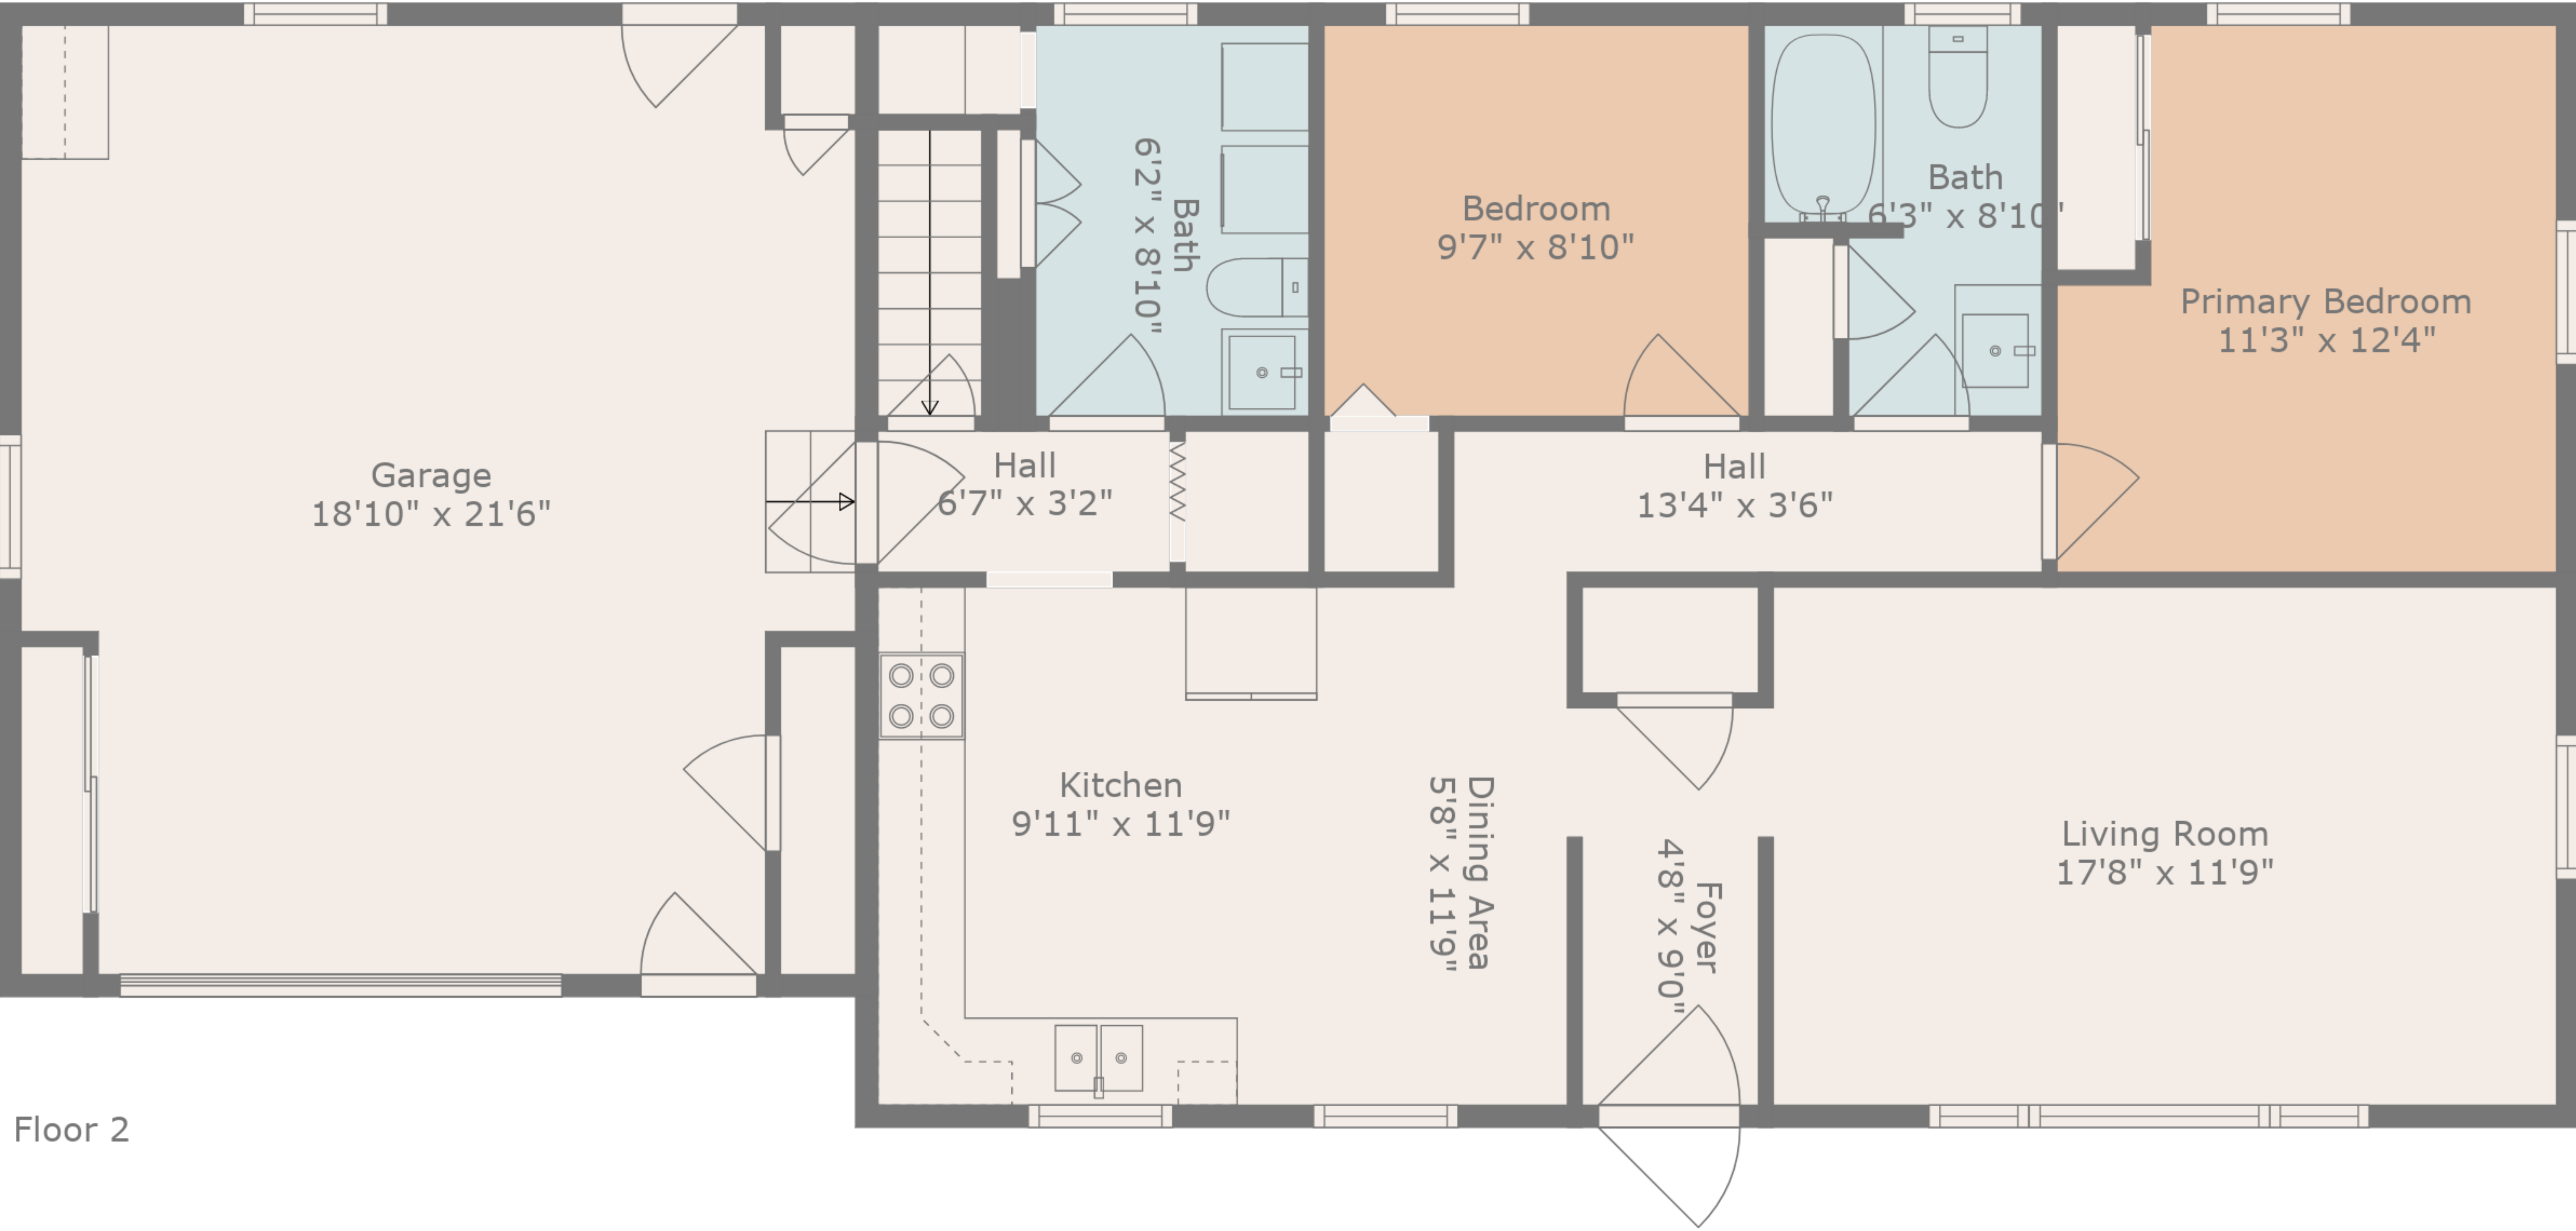 Bath
6'2" x 8'10"
Bedroom
9'7" x 8'10"
Bath
6'3" x 8'10"
Primary Bedroom
11'3" x 12'4"
Garage
18'10" x 21'6"
Hall
6'7" x 3'2"
Hall
13'4" x 3'6"
Kitchen
9'11" x 11'9"
Dining Area
5'8" x 11'9"
Foyer
4'8" x 9'0"
Living Room
17'8" x 11'9"
Floor 2